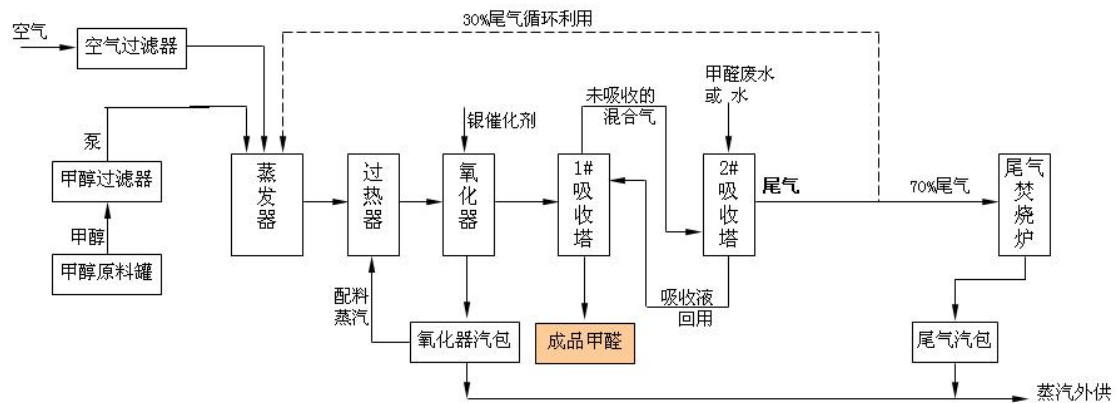 30%尾气循环利用
空气
空气过滤器
甲醛废水
或 水
未吸收的
混合气
银催化剂
泵
甲醇过滤器
蒸发器
过热器
氧化器
1#吸收塔
2#吸收塔
尾气
70%尾气
尾气焚烧炉
甲醇
甲醇原料罐
配料
蒸汽
吸收液
回用
氧化器汽包
成品甲醛
尾气汽包
蒸汽外供